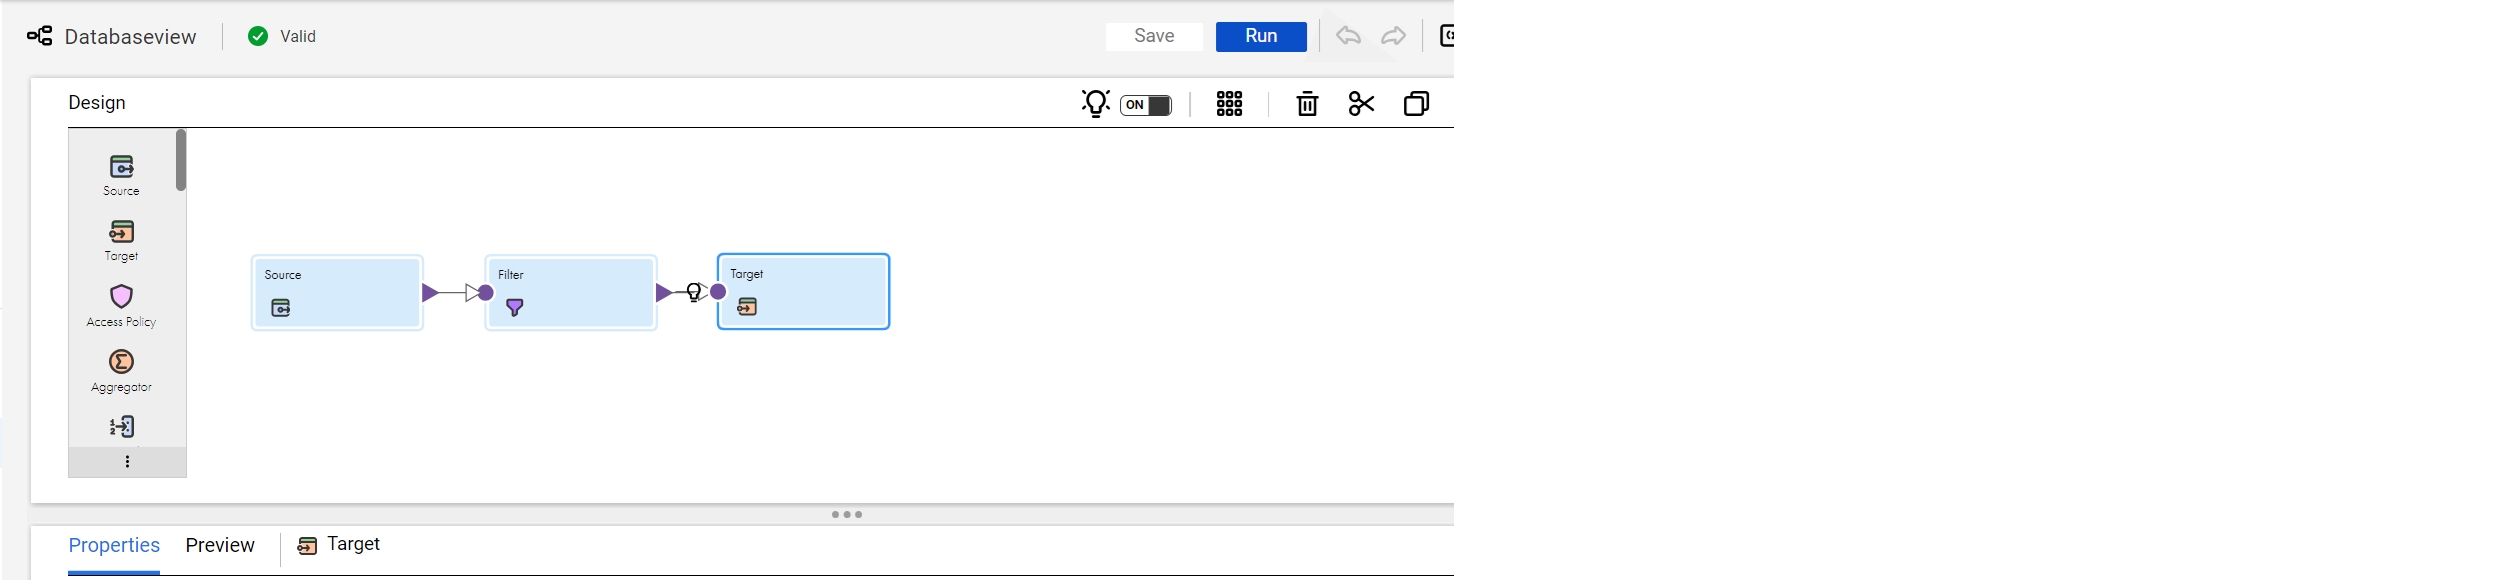 Databaseview
Valid
Save
Run
Design
ON
Source
Target
Access Policy
Aggregator
Source
Filter
Target
Properties
Preview
Target